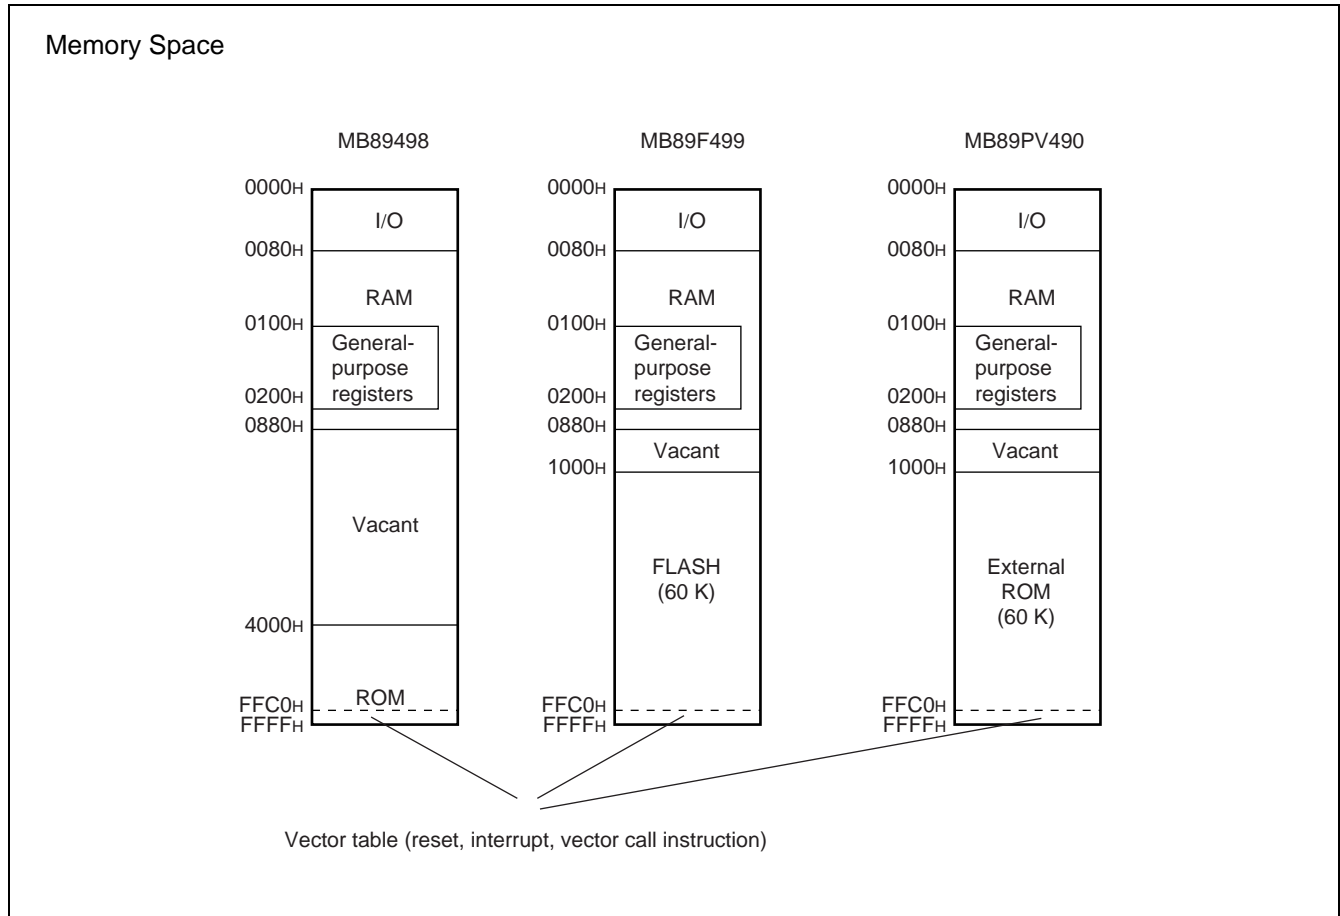 Memory Space
MB89498
0000H
I/O
0080H
RAM
0100H
General-
purpose
registers
0200H
0880H
Vacant
4000H
ROM
FFC0H
FFFFH
MB89F499
0000H
I/O
0080H
RAM
0100H
General-
purpose
registers
0200H
0880H
Vacant
1000H
FLASH
(60 K)
FFC0H
FFFFH
MB89PV490
0000H
I/O
0080H
RAM
0100H
General-
purpose
registers
0200H
0880H
Vacant
1000H
External
ROM
(60 K)
FFC0H
FFFFH
Vector table (reset, interrupt, vector call instruction)